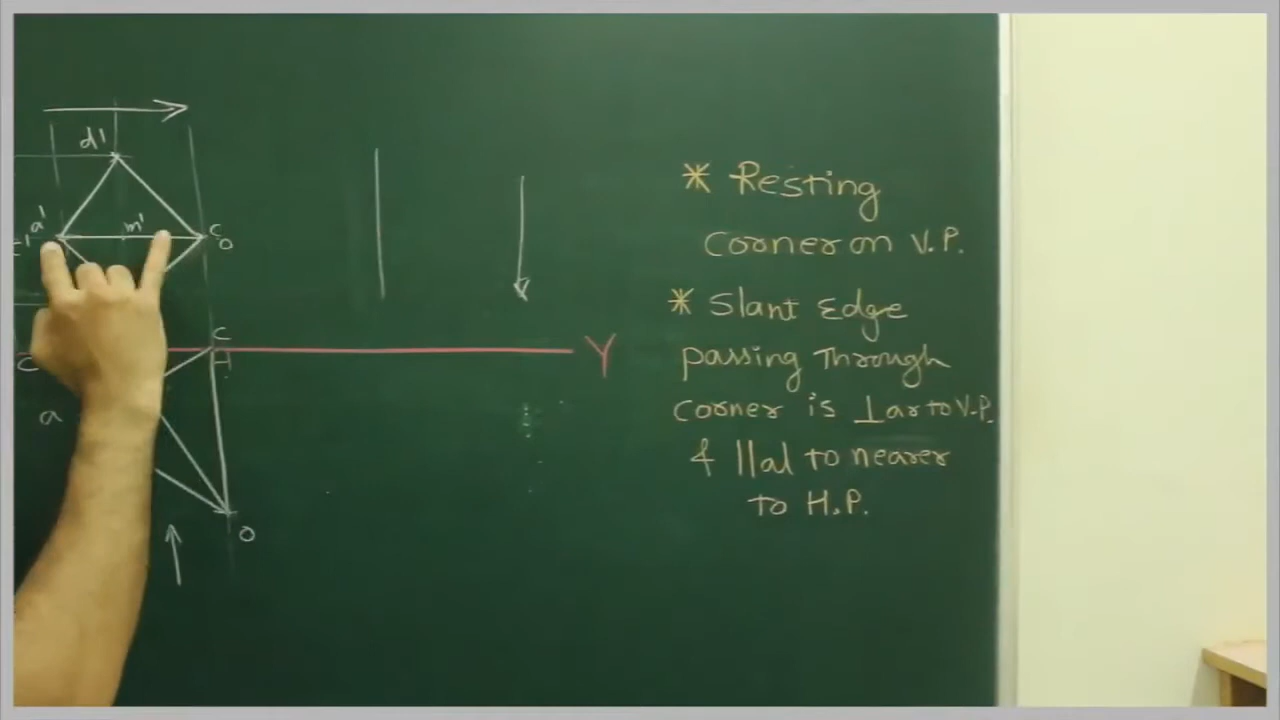 d'
a' m' c'
o
c
Y
a
o
* Resting
corner on V.P.
* Slant Edge
passing Through
corner is ⊥ar to V.P.
& ||al to nearer
to H.P.